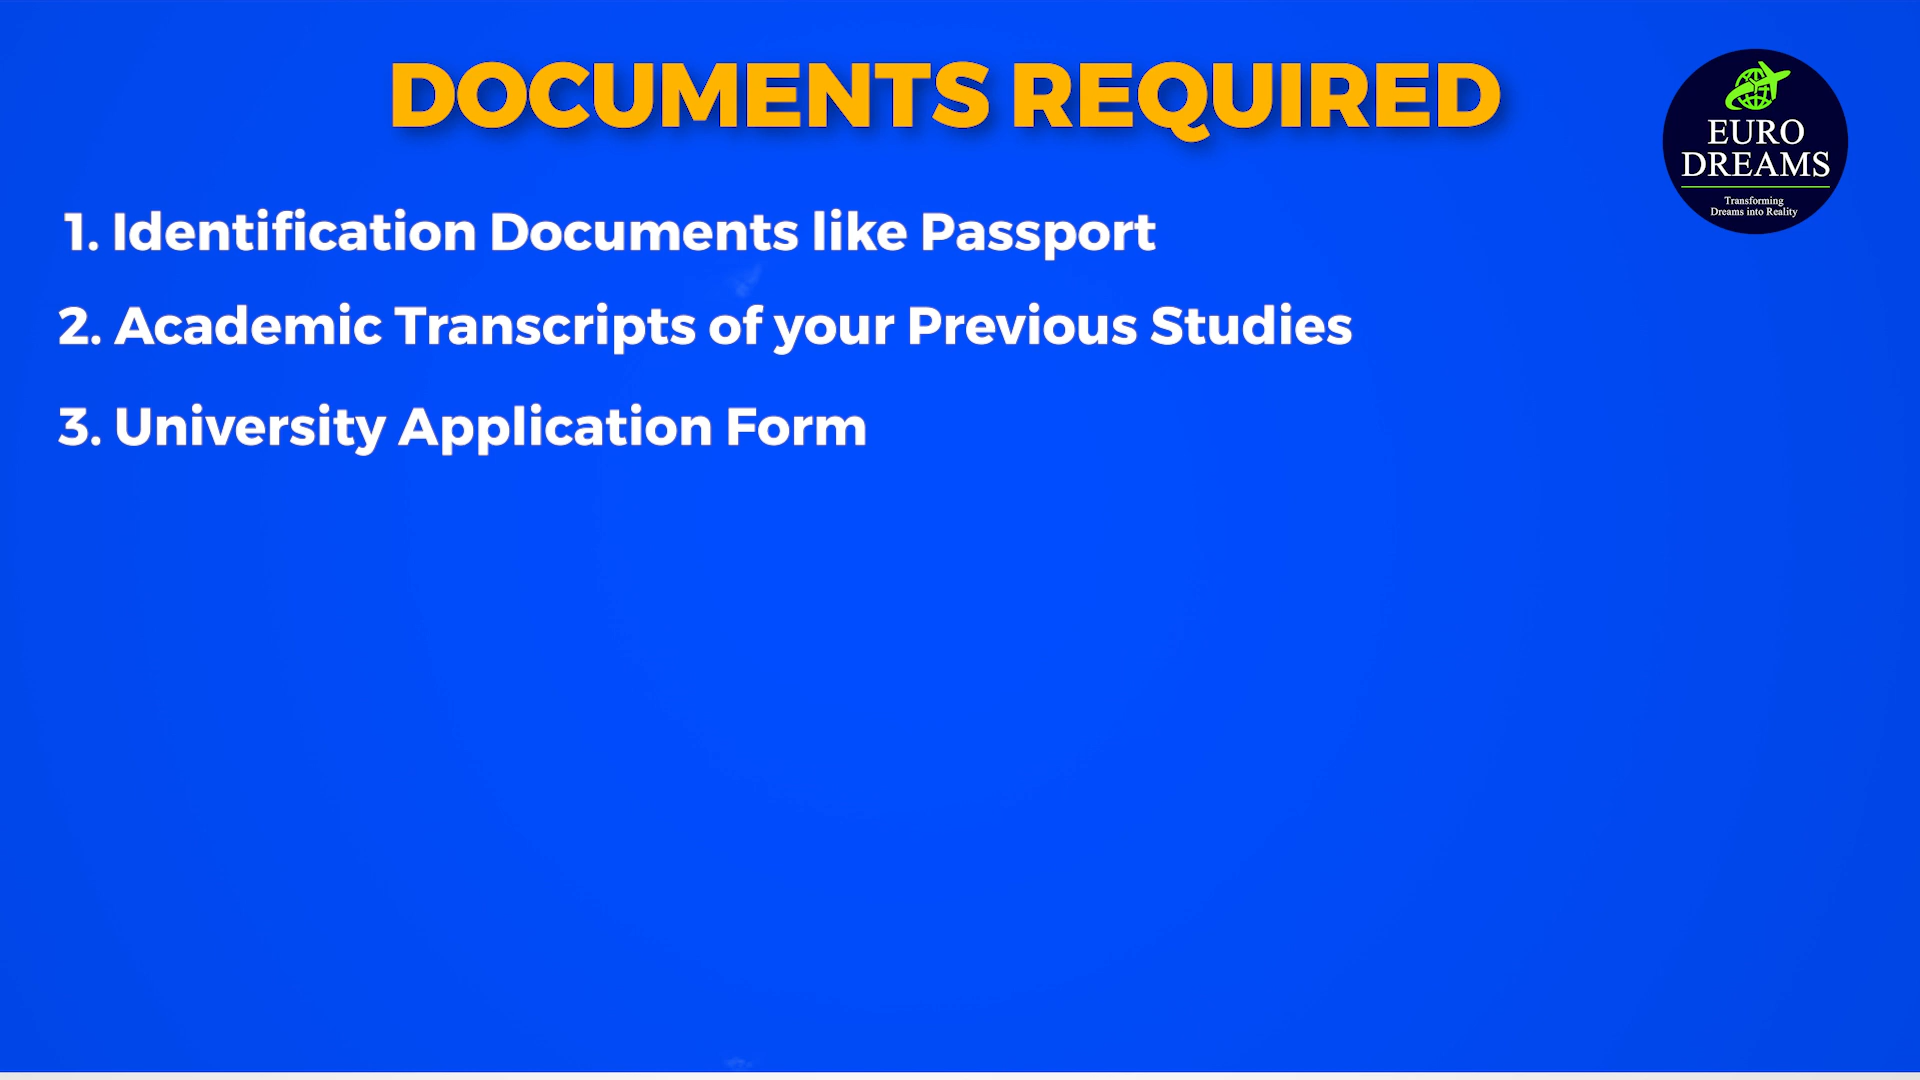 DOCUMENTS REQUIRED
EURO
DREAMS
Transforming
Dreams into Reality
1. Identification Documents like Passport
2. Academic Transcripts of your Previous Studies
3. University Application Form